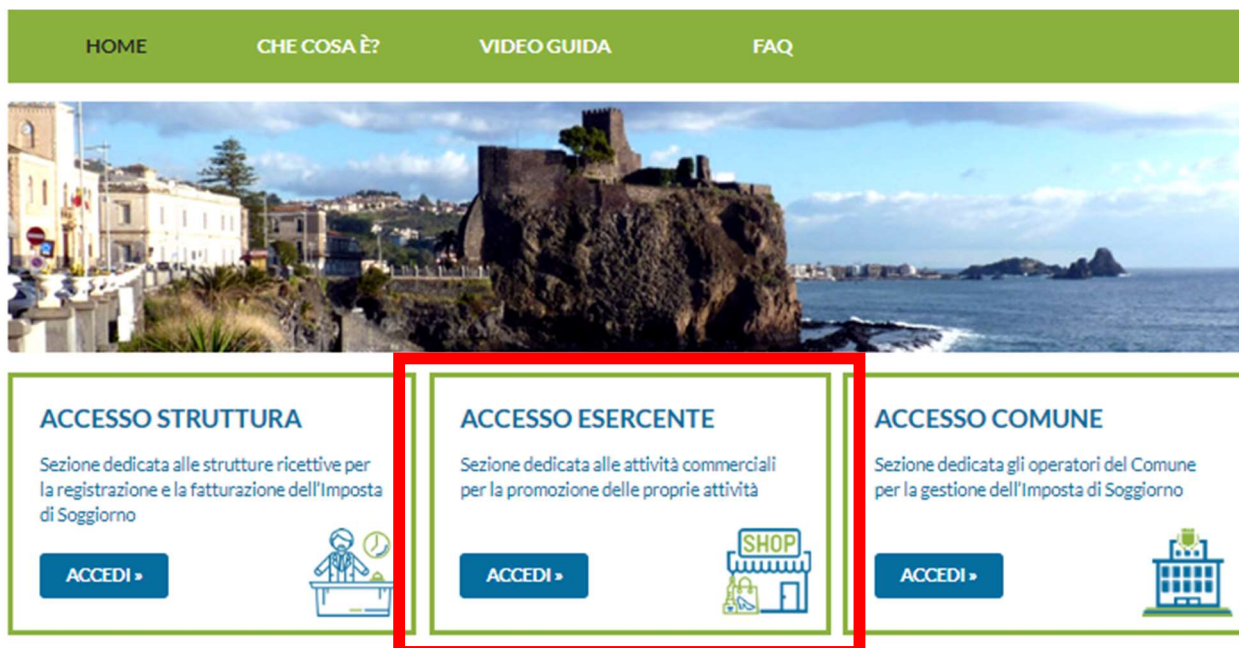 HOME
CHE COSA È?
VIDEO GUIDA
FAQ
ACCESSO STRUTTURA
Sezione dedicata alle strutture ricettive per
la registrazione e la fatturazione dell'Imposta
di Soggiorno
ACCEDI »
ACCESSO ESERCENTE
Sezione dedicata alle attività commerciali
per la promozione delle proprie attività
ACCEDI »
SHOP
ACCESSO COMUNE
Sezione dedicata gli operatori del Comune
per la gestione dell'Imposta di Soggiorno
ACCEDI »